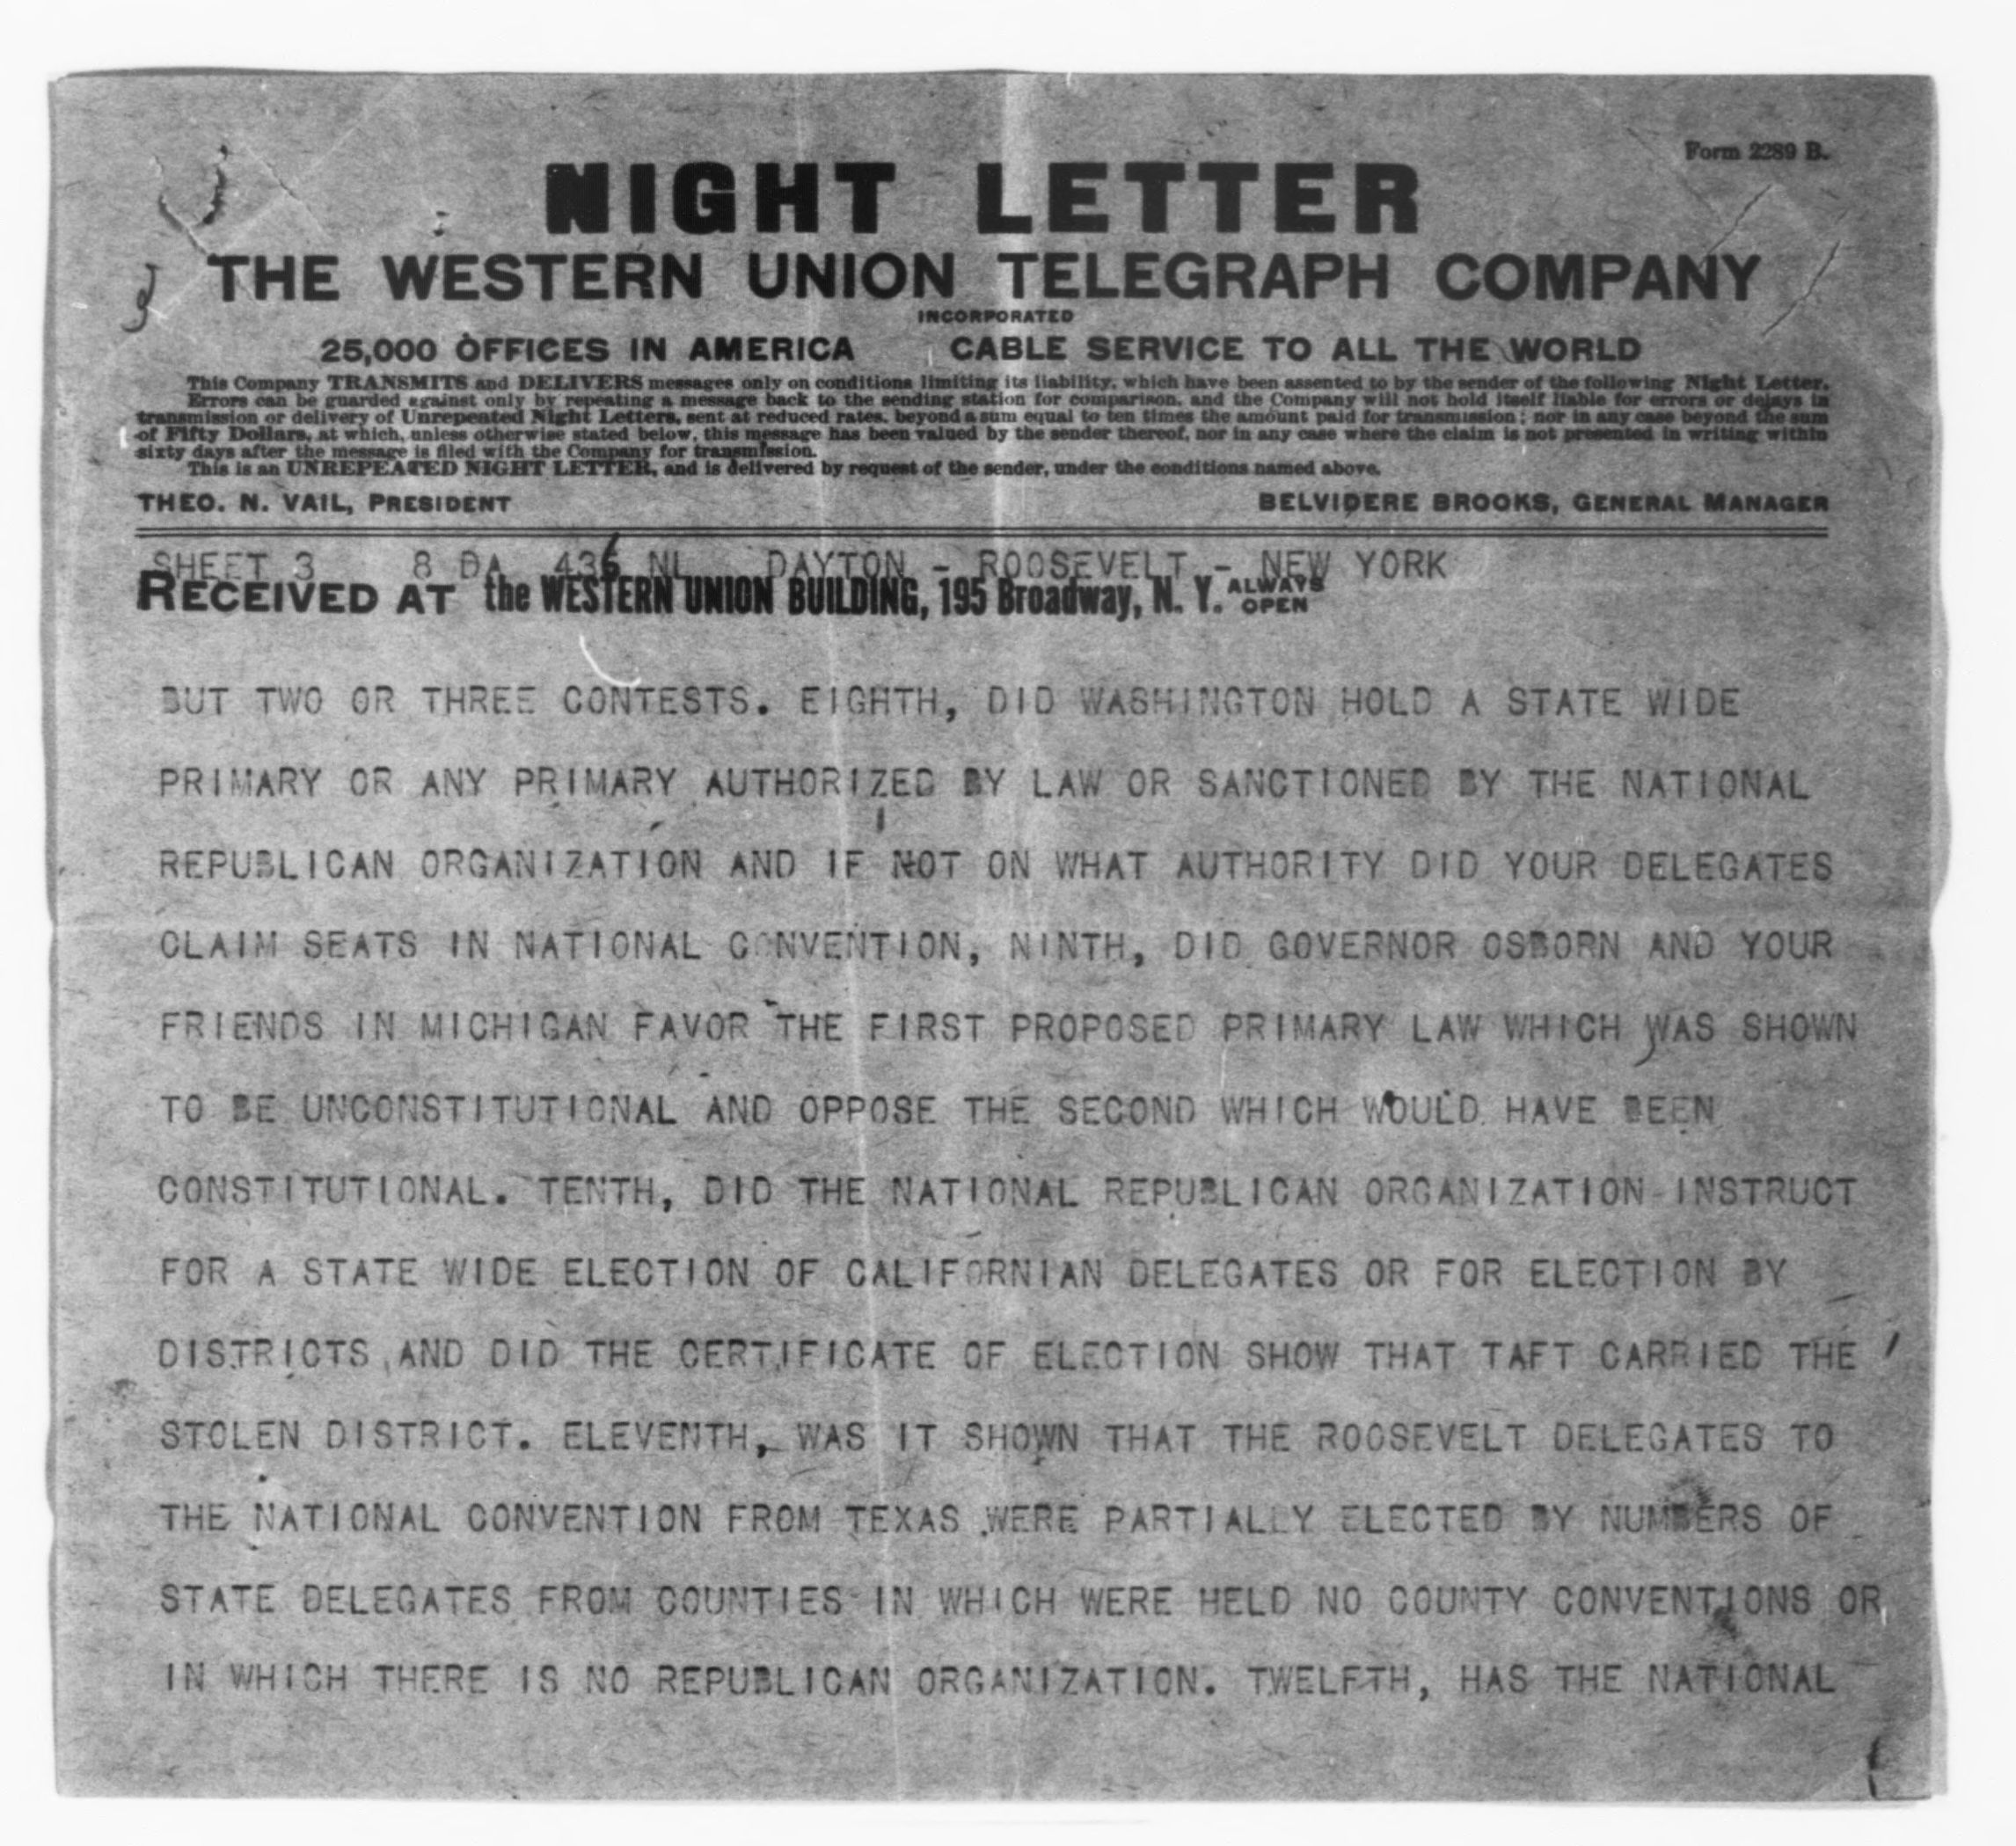 Form 2289 B.
NIGHT LETTER
THE WESTERN UNION TELEGRAPH COMPANY
INCORPORATED
25,000 OFFICES IN AMERICA CABLE SERVICE TO ALL THE WORLD
This Company TRANSMITS and DELIVERS messages only on conditions limiting its liability, which have been assented to by the sender of the following Night Letter.
Errors can be guarded against only by repeating a message back to the sending station for comparison, and the Company will not hold itself liable for errors or delays in
transmission or delivery of Unrepeated Night Letters, sent at reduced rates, beyond a sum equal to ten times the amount paid for transmission; nor in any case beyond the sum
of Fifty Dollars, at which, unless otherwise stated below, this message has been valued by the sender thereof, nor in any case where the claim is not presented in writing within
sixty days after the message is filed with the Company for transmission.
This is an UNREPEATED NIGHT LETTER, and is delivered by request of the sender, under the conditions named above.
THEO. N. VAIL, PRESIDENT BELVIDERE BROOKS, GENERAL MANAGER
SHEET 3 8 DA 436 NL DAYTON - ROOSEVELT - NEW YORK
RECEIVED AT the WESTERN UNION BUILDING, 195 Broadway, N. Y. ALWAYS OPEN
BUT TWO OR THREE CONTESTS. EIGHTH, DID WASHINGTON HOLD A STATE WIDE
PRIMARY OR ANY PRIMARY AUTHORIZED BY LAW OR SANCTIONED BY THE NATIONAL
REPUBLICAN ORGANIZATION AND IF NOT ON WHAT AUTHORITY DID YOUR DELEGATES
CLAIM SEATS IN NATIONAL CONVENTION, NINTH, DID GOVERNOR OSBORN AND YOUR
FRIENDS IN MICHIGAN FAVOR THE FIRST PROPOSED PRIMARY LAW WHICH WAS SHOWN
TO BE UNCONSTITUTIONAL AND OPPOSE THE SECOND WHICH WOULD HAVE BEEN
CONSTITUTIONAL. TENTH, DID THE NATIONAL REPUBLICAN ORGANIZATION INSTRUCT
FOR A STATE WIDE ELECTION OF CALIFORNIAN DELEGATES OR FOR ELECTION BY
DISTRICTS AND DID THE CERTIFICATE OF ELECTION SHOW THAT TAFT CARRIED THE
STOLEN DISTRICT. ELEVENTH, WAS IT SHOWN THAT THE ROOSEVELT DELEGATES TO
THE NATIONAL CONVENTION FROM TEXAS WERE PARTIALLY ELECTED BY NUMBERS OF
STATE DELEGATES FROM COUNTIES IN WHICH WERE HELD NO COUNTY CONVENTIONS OR
IN WHICH THERE IS NO REPUBLICAN ORGANIZATION. TWELFTH, HAS THE NATIONAL